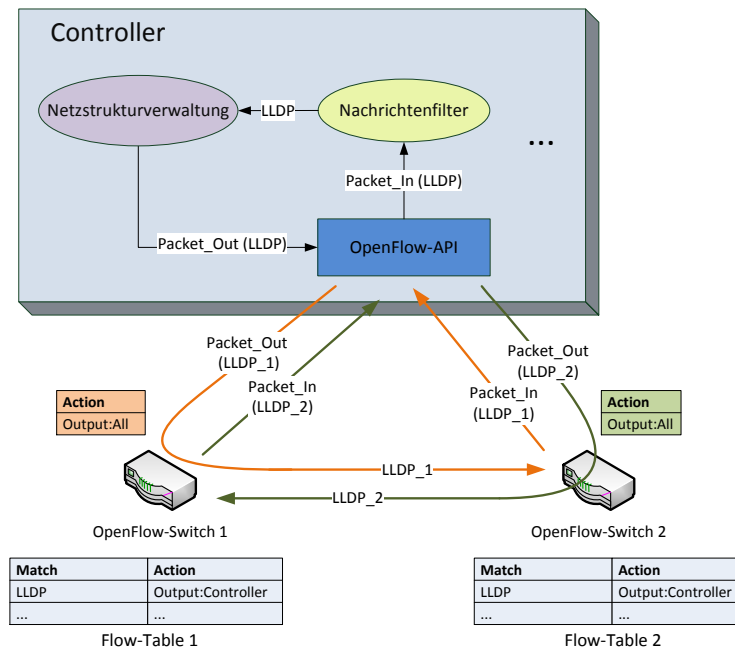 Controller
Netzstrukturverwaltung
LLDP
Nachrichtenfilter
...
Packet_In (LLDP)
Packet_Out (LLDP)
OpenFlow-API
Packet_Out
(LLDP_1)
Packet_In
(LLDP_2)
Packet_In
(LLDP_1)
Packet_Out
(LLDP_2)
Action
Output:All
Action
Output:All
LLDP_1
LLDP_2
OpenFlow-Switch 1
OpenFlow-Switch 2
Match Action
LLDP Output:Controller
... ...
Flow-Table 1
Match Action
LLDP Output:Controller
... ...
Flow-Table 2